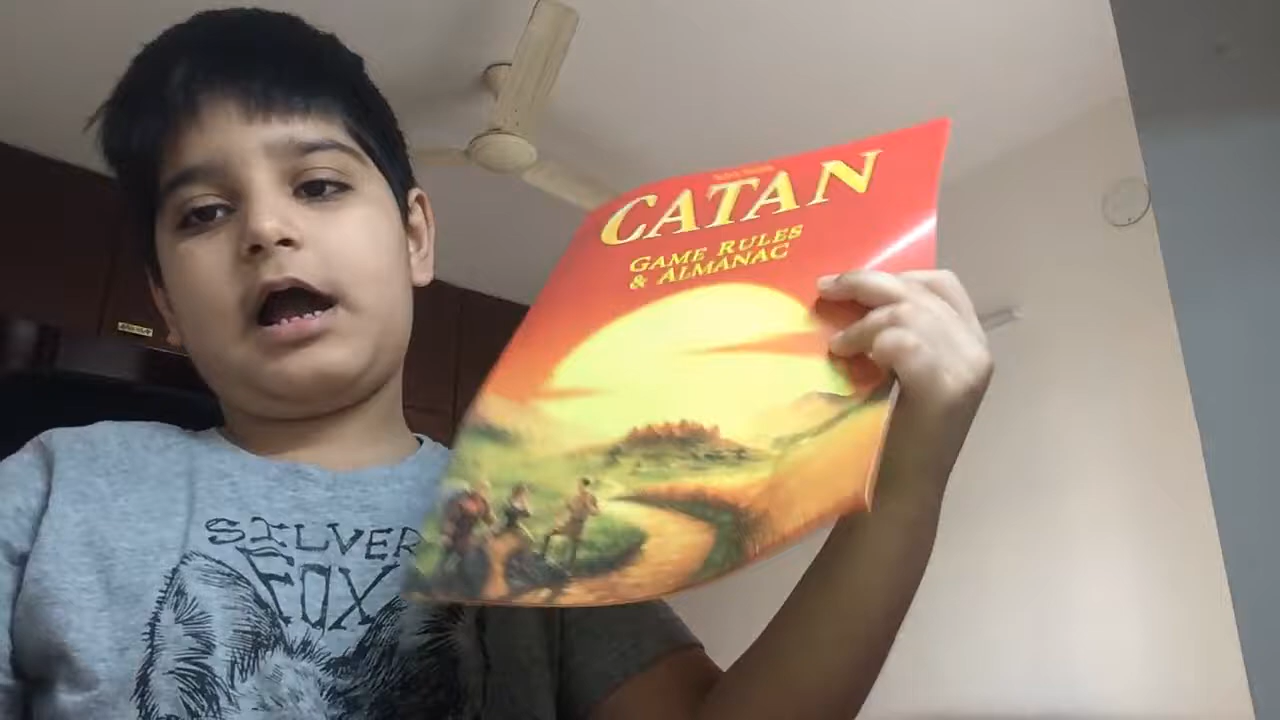 CATAN
GAME RULES
& ALMANAC
SILVER
FOX